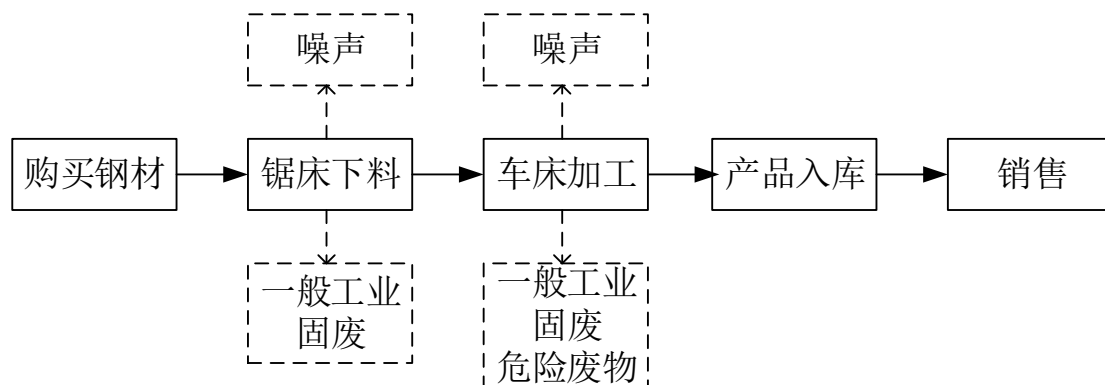 噪声
噪声
购买钢材
锯床下料
车床加工
产品入库
销售
一般工业
固废
一般工业
固废
危险废物